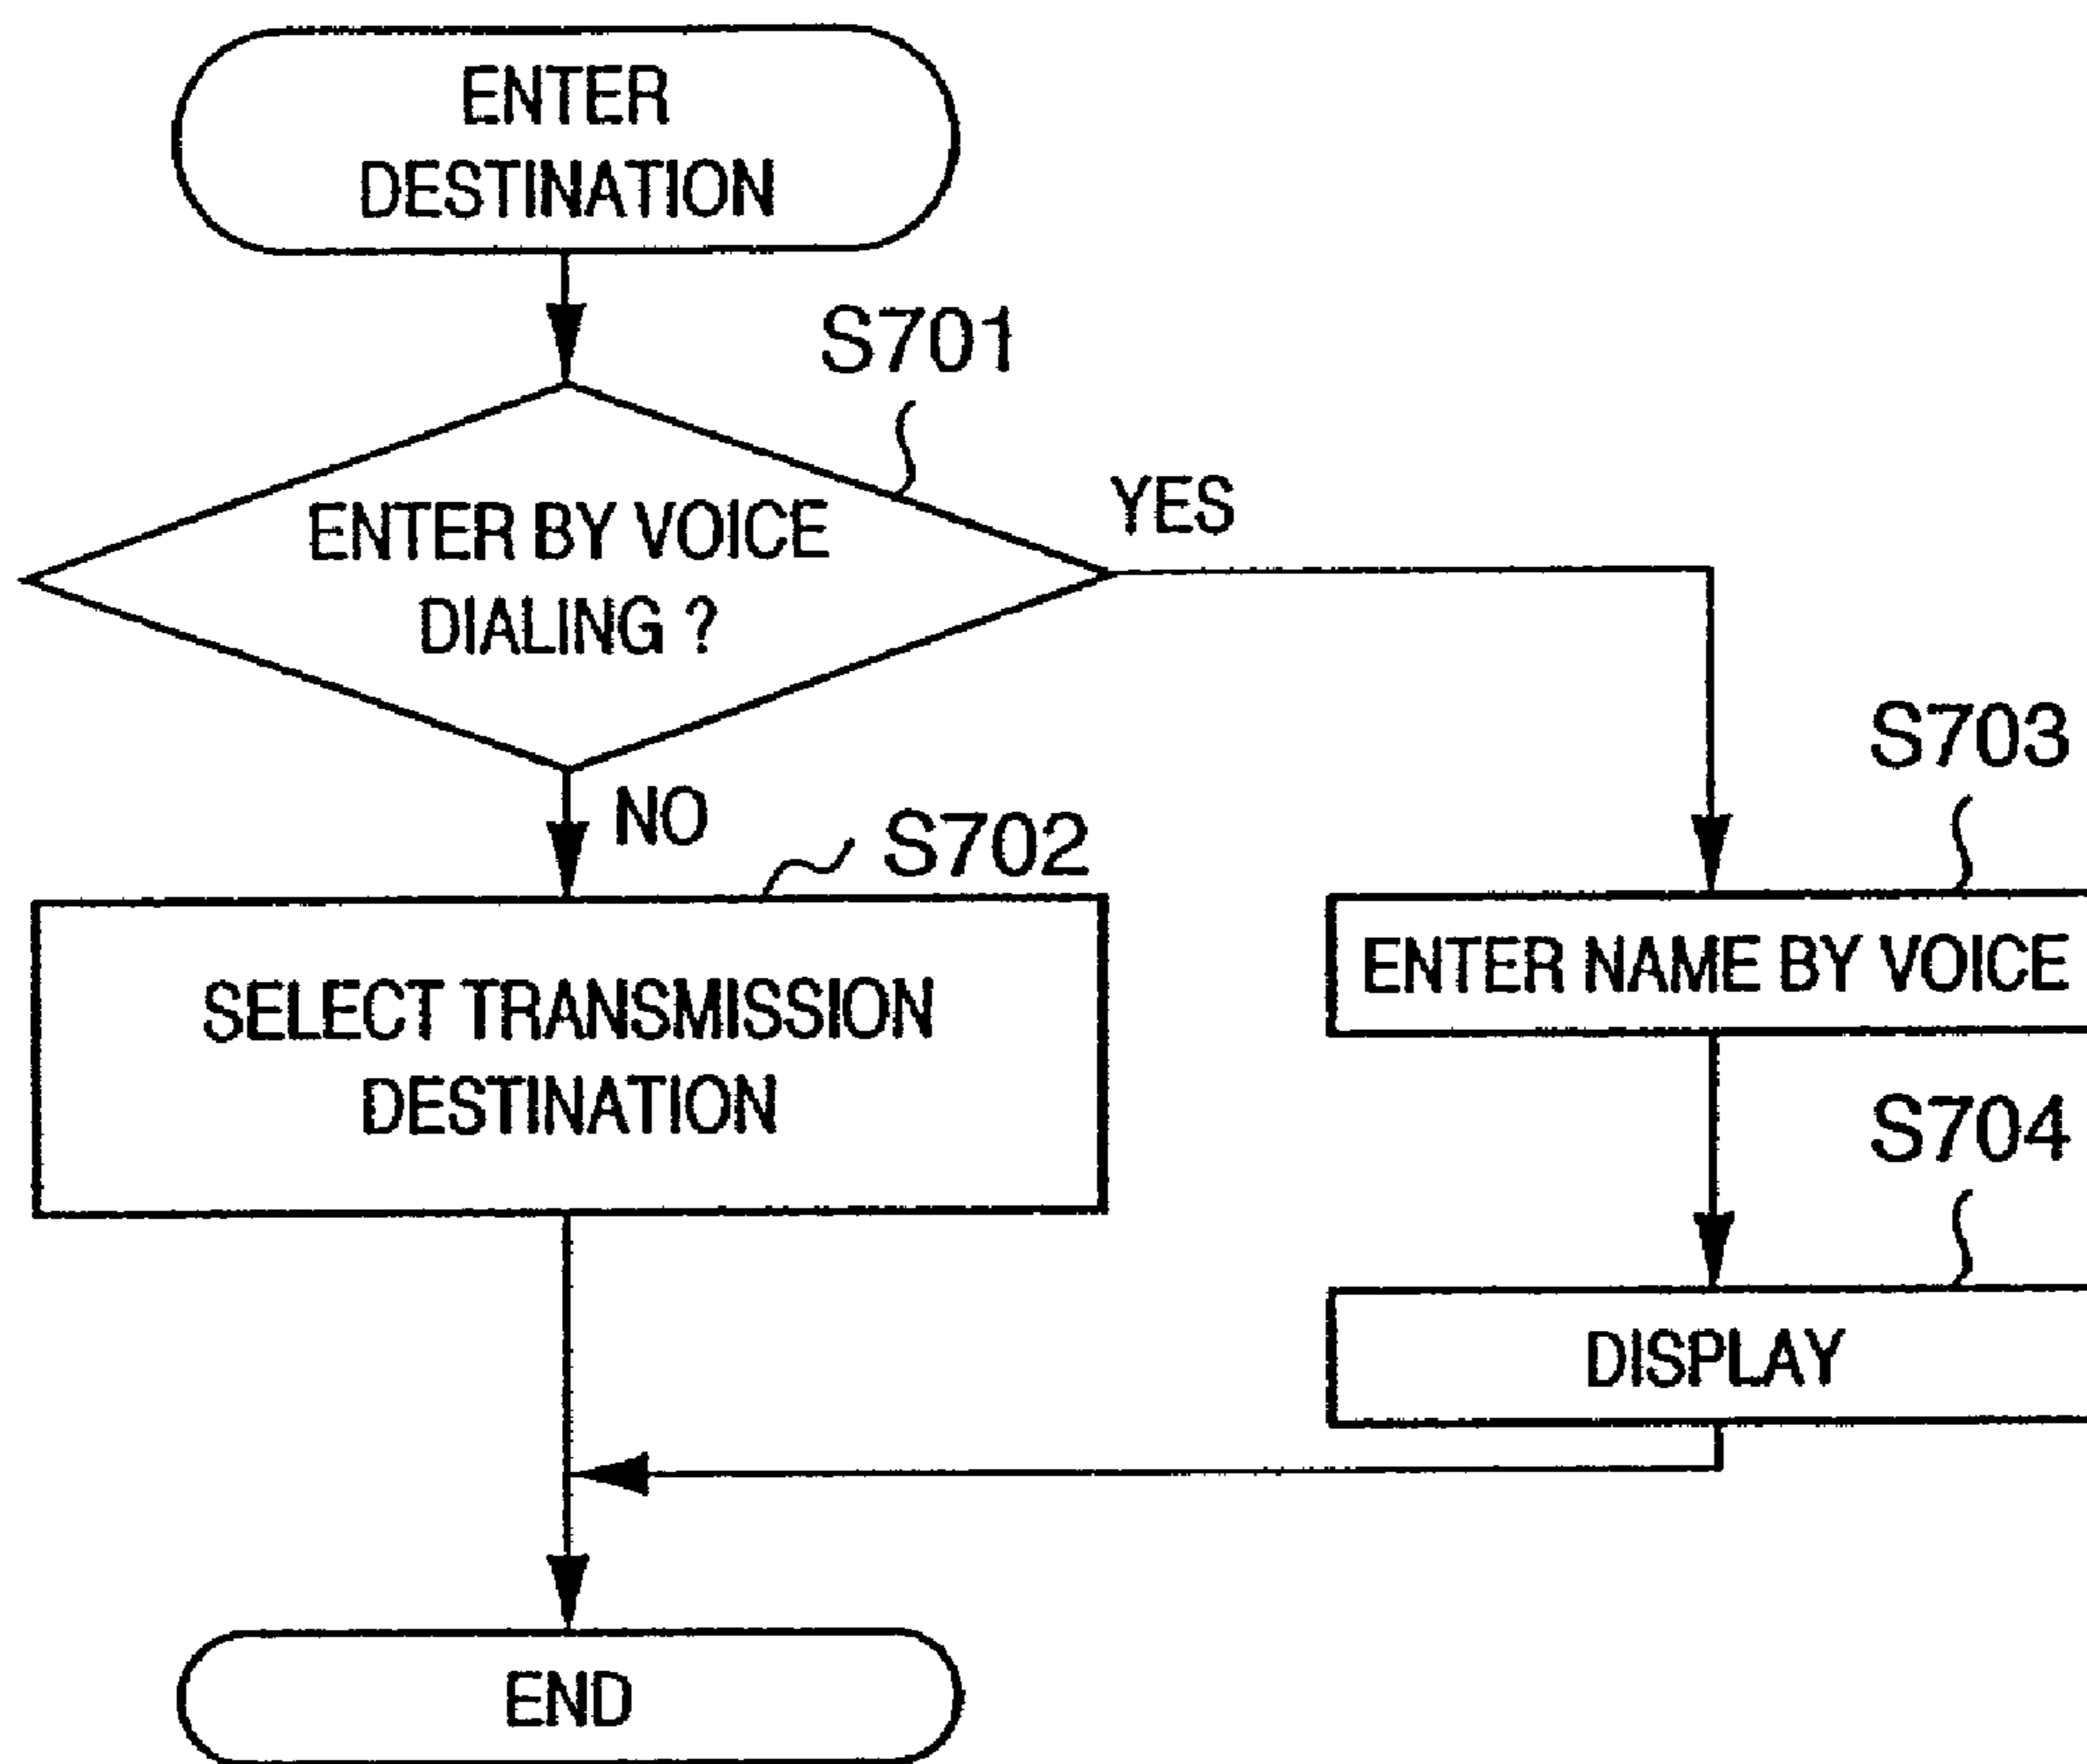 ENTER
DESTINATION
S701
ENTER BY VOICE
DIALING ?
YES
NO
S702
SELECT TRANSMISSION
DESTINATION
S703
ENTER NAME BY VOICE
S704
DISPLAY
END